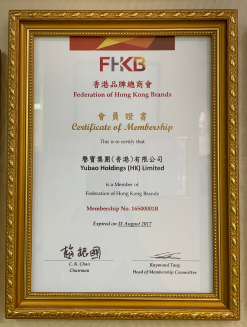 FHKB
香港品牌總商會
Federation of Hong Kong Brands
會員證書
Certificate of Membership
This is to certify that
譽寶集團(香港)有限公司
Yubao Holdings (HK) Limited
is a Member of
Federation of Hong Kong Brands
Membership No. 16500001B
Expired on 31 August 2017
C. K. Chan
Raymond Tang
Chairman
Head of Membership Committee